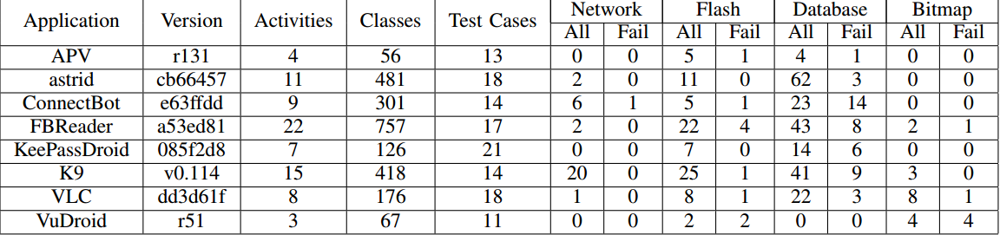 Application Version Activities Classes Test Cases Network Flash Database Bitmap
All Fail All Fail All Fail All Fail
APV r131 4 56 13 0 0 5 1 4 1 0 0
astrid cb66457 11 481 18 2 0 11 0 62 3 0 0
ConnectBot e63ffdd 9 301 14 6 1 5 1 23 14 0 0
FBReader a53ed81 22 757 17 2 0 22 4 43 8 2 1
KeePassDroid 085f2d8 7 126 21 0 0 7 0 14 6 0 0
K9 v0.114 15 418 14 20 0 25 1 41 9 3 0
VLC dd3d61f 8 176 18 1 0 8 1 22 3 8 1
VuDroid r51 3 67 11 0 0 2 2 0 0 4 4